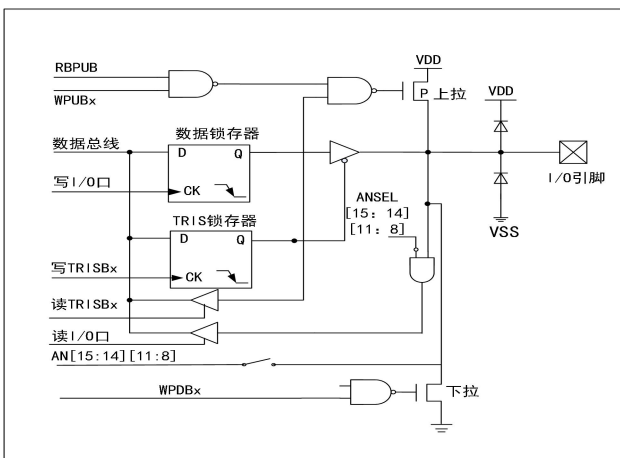 RBPUB
WPUBx
VDD
P 上拉
VDD
数据总线
数据锁存器
D Q
CK
写I/O口
I/O引脚
TRIS锁存器
D Q
CK
ANSEL
[15: 14]
[11: 8]
VSS
写TRISBx
读TRISBx
读I/O口
AN[15:14][11:8]
WPDBx
下拉